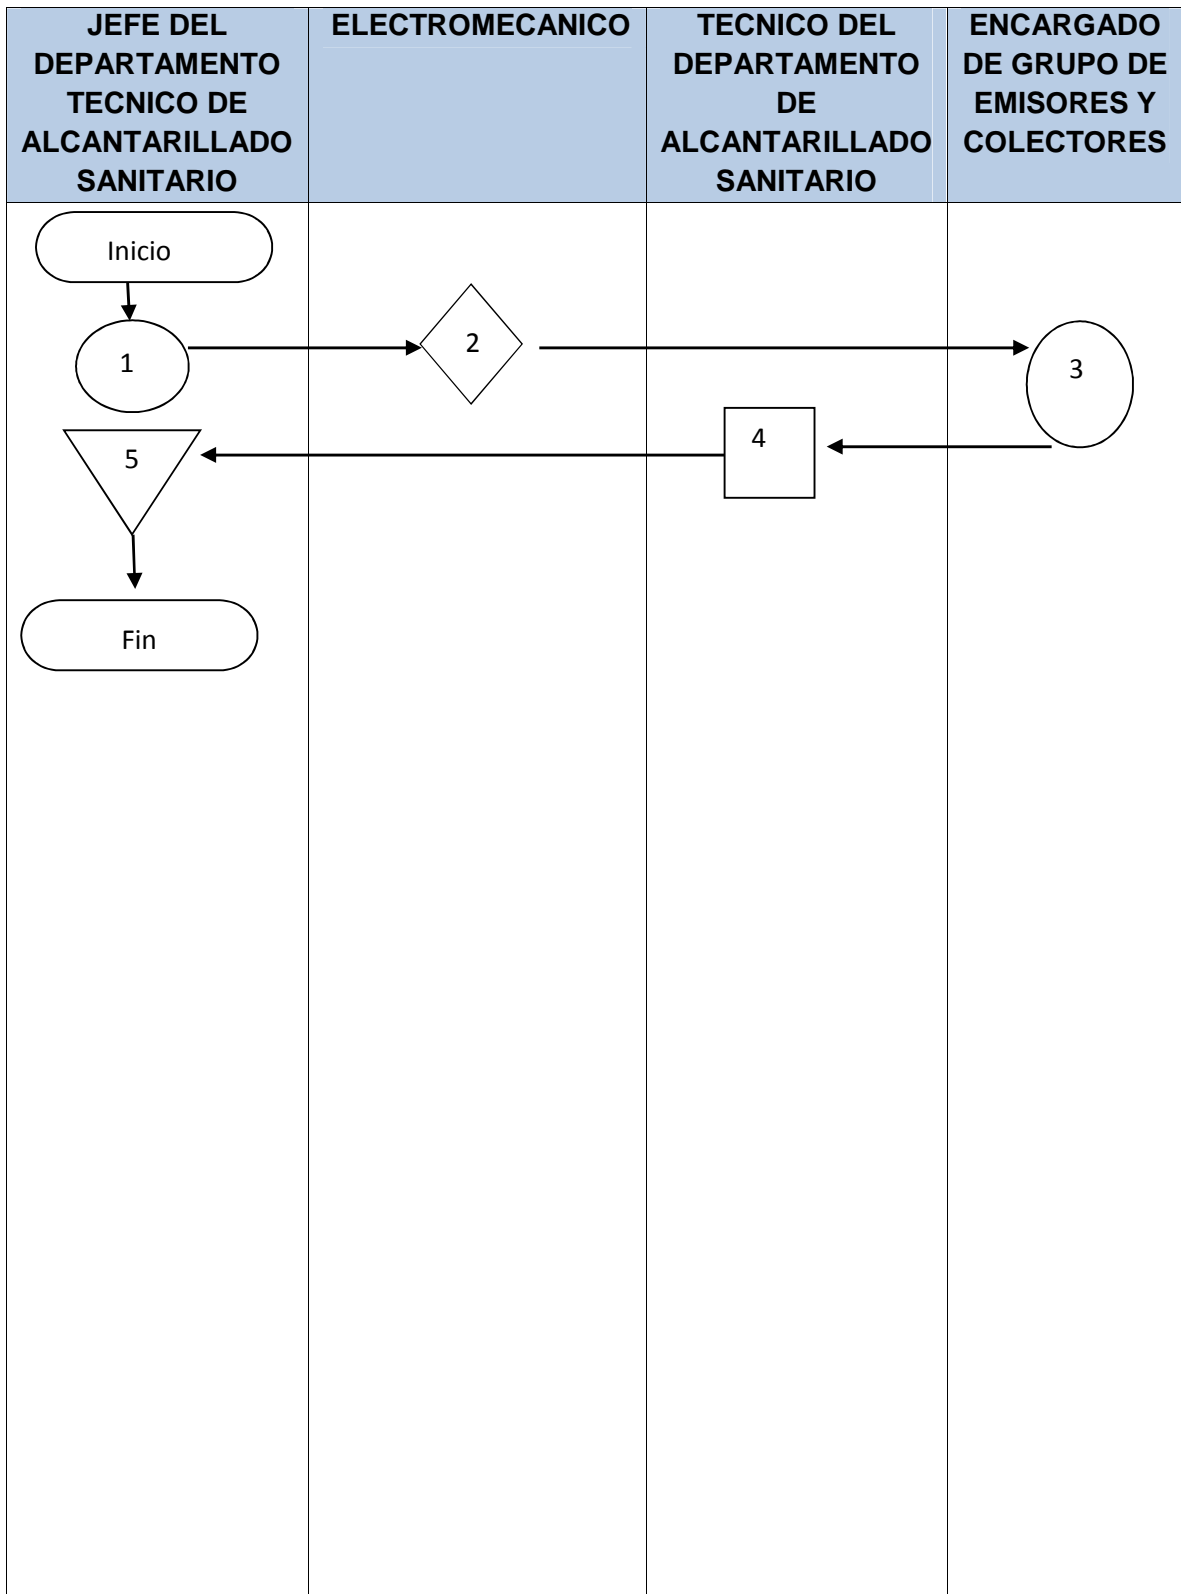 JEFE DEL
DEPARTAMENTO
TECNICO DE
ALCANTARILLADO
SANITARIO
ELECTROMECANICO
TECNICO DEL
DEPARTAMENTO
DE
ALCANTARILLADO
SANITARIO
ENCARGADO
DE GRUPO DE
EMISORES Y
COLECTORES
Inicio
1
2
3
4
5
Fin